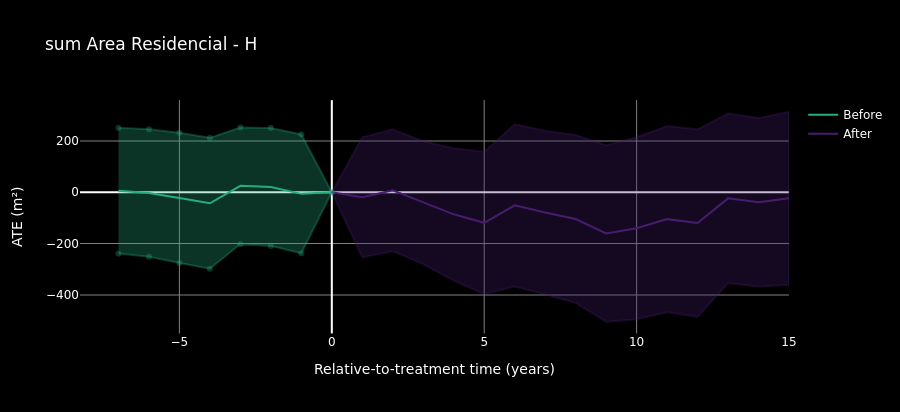 sum Area Residencial - H
Before
After
ATE (m²)
200
0
−200
−400
−5
0
5
10
15
Relative-to-treatment time (years)